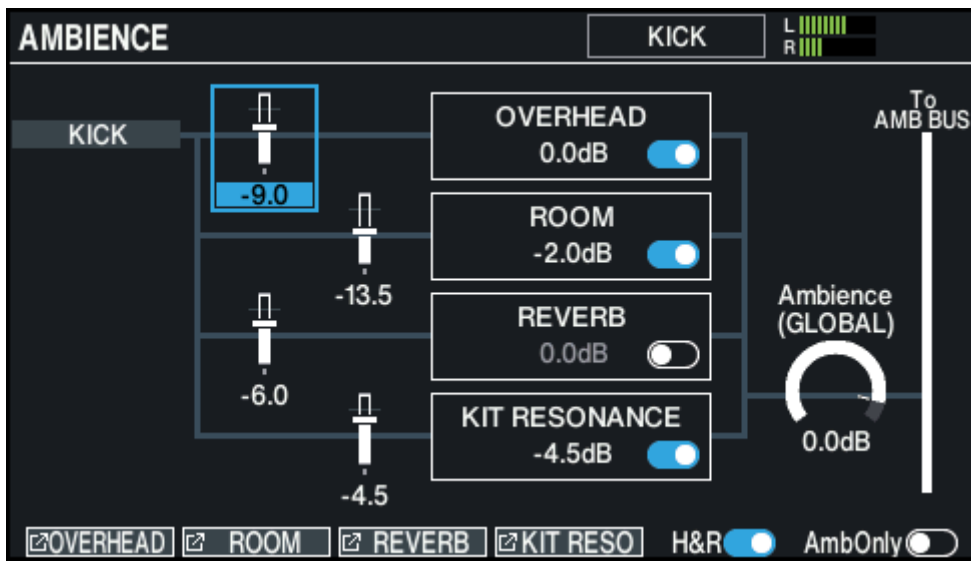 AMBIENCE
KICK
L
R
KICK
-9.0
OVERHEAD
0.0dB
To
AMB BUS
-13.5
ROOM
-2.0dB
-6.0
REVERB
0.0dB
Ambience
(GLOBAL)
0.0dB
-4.5
KIT RESONANCE
-4.5dB
OVERHEAD
ROOM
REVERB
KIT RESO
H&R
AmbOnly